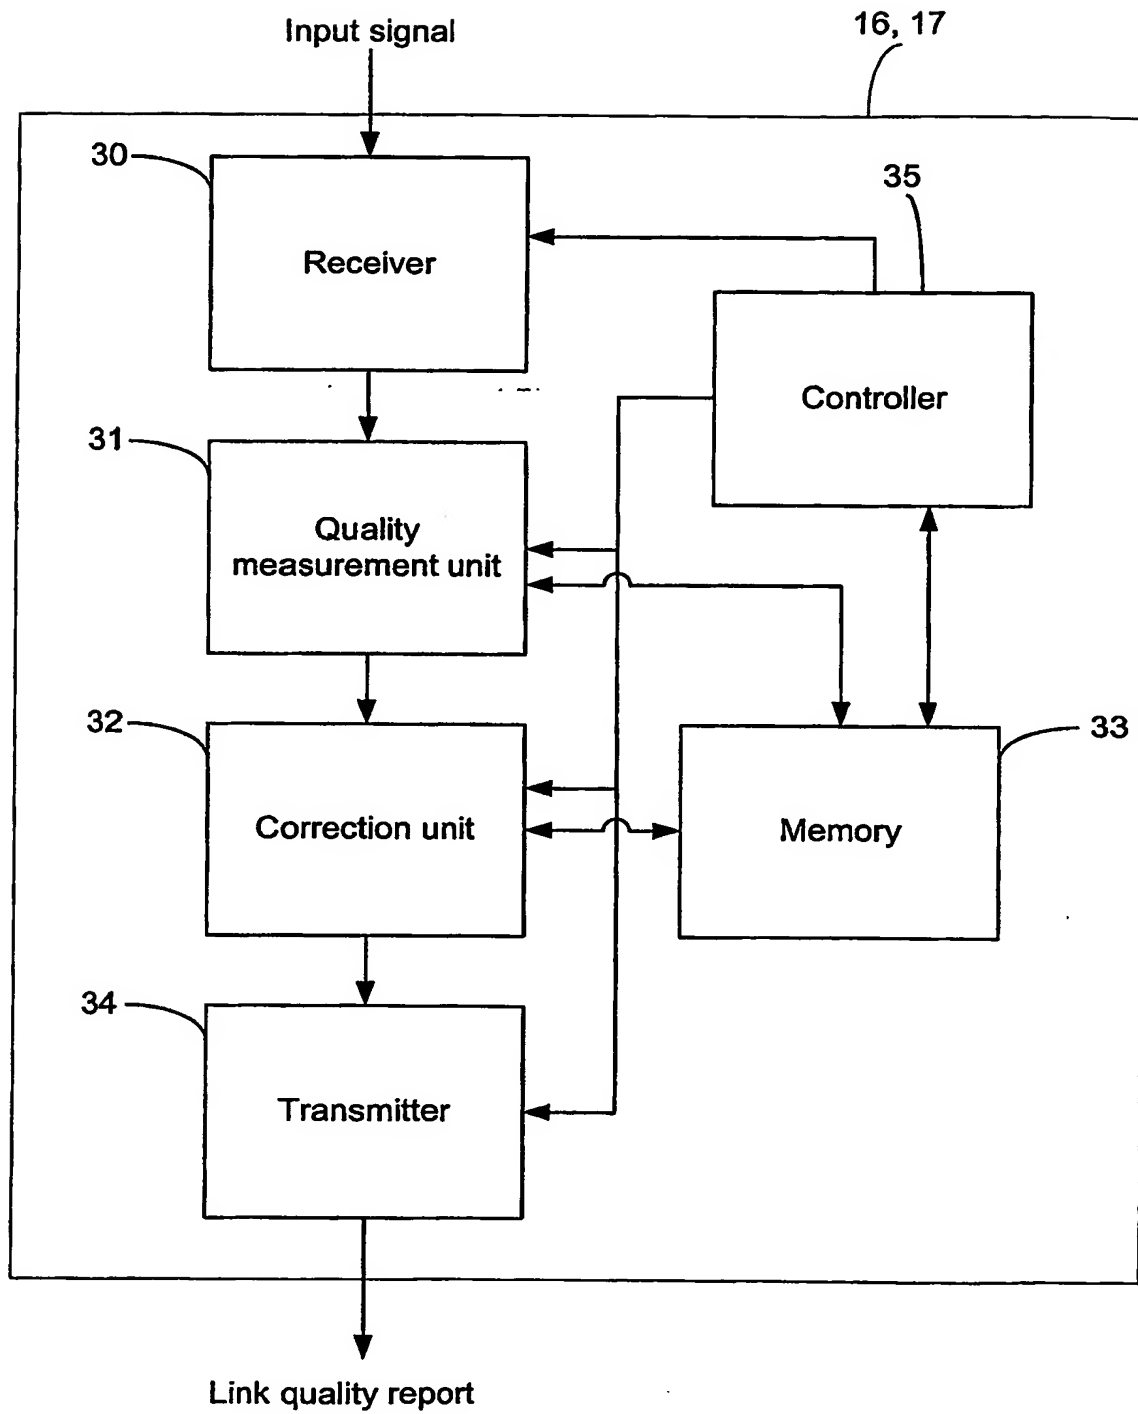 Input signal
16, 17
30
Receiver
35
Controller
31
Quality
measurement unit
32
Correction unit
33
Memory
34
Transmitter
Link quality report